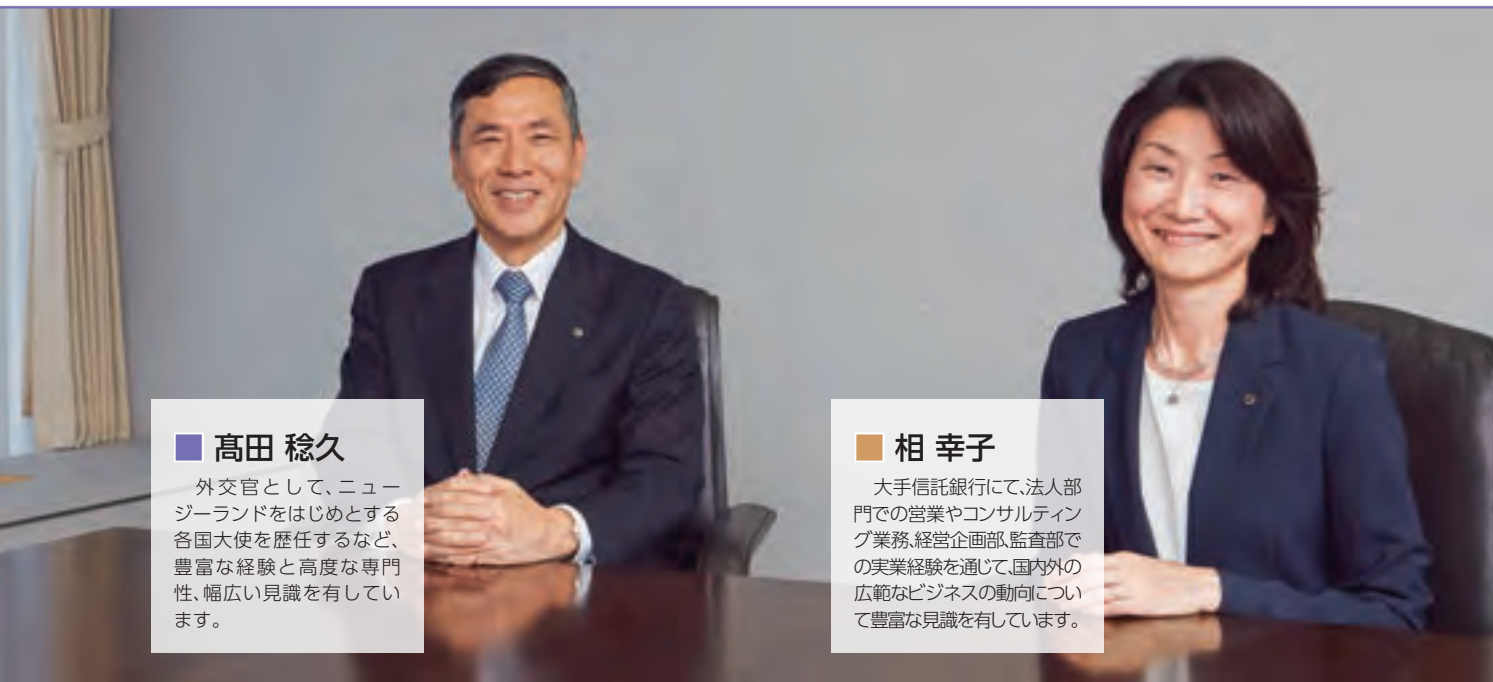 髙田 稔久
外交官として、ニュー
ジーランドをはじめとする
各国大使を歴任するなど、
豊富な経験と高度な専門
性、幅広い見識を有してい
ます。
相 幸子
大手信託銀行にて、法人部
門での営業やコンサルティン
グ業務、経営企画部、監査部で
の実業経験を通じて、国内外の
広範なビジネスの動向につい
て豊富な見識を有しています。